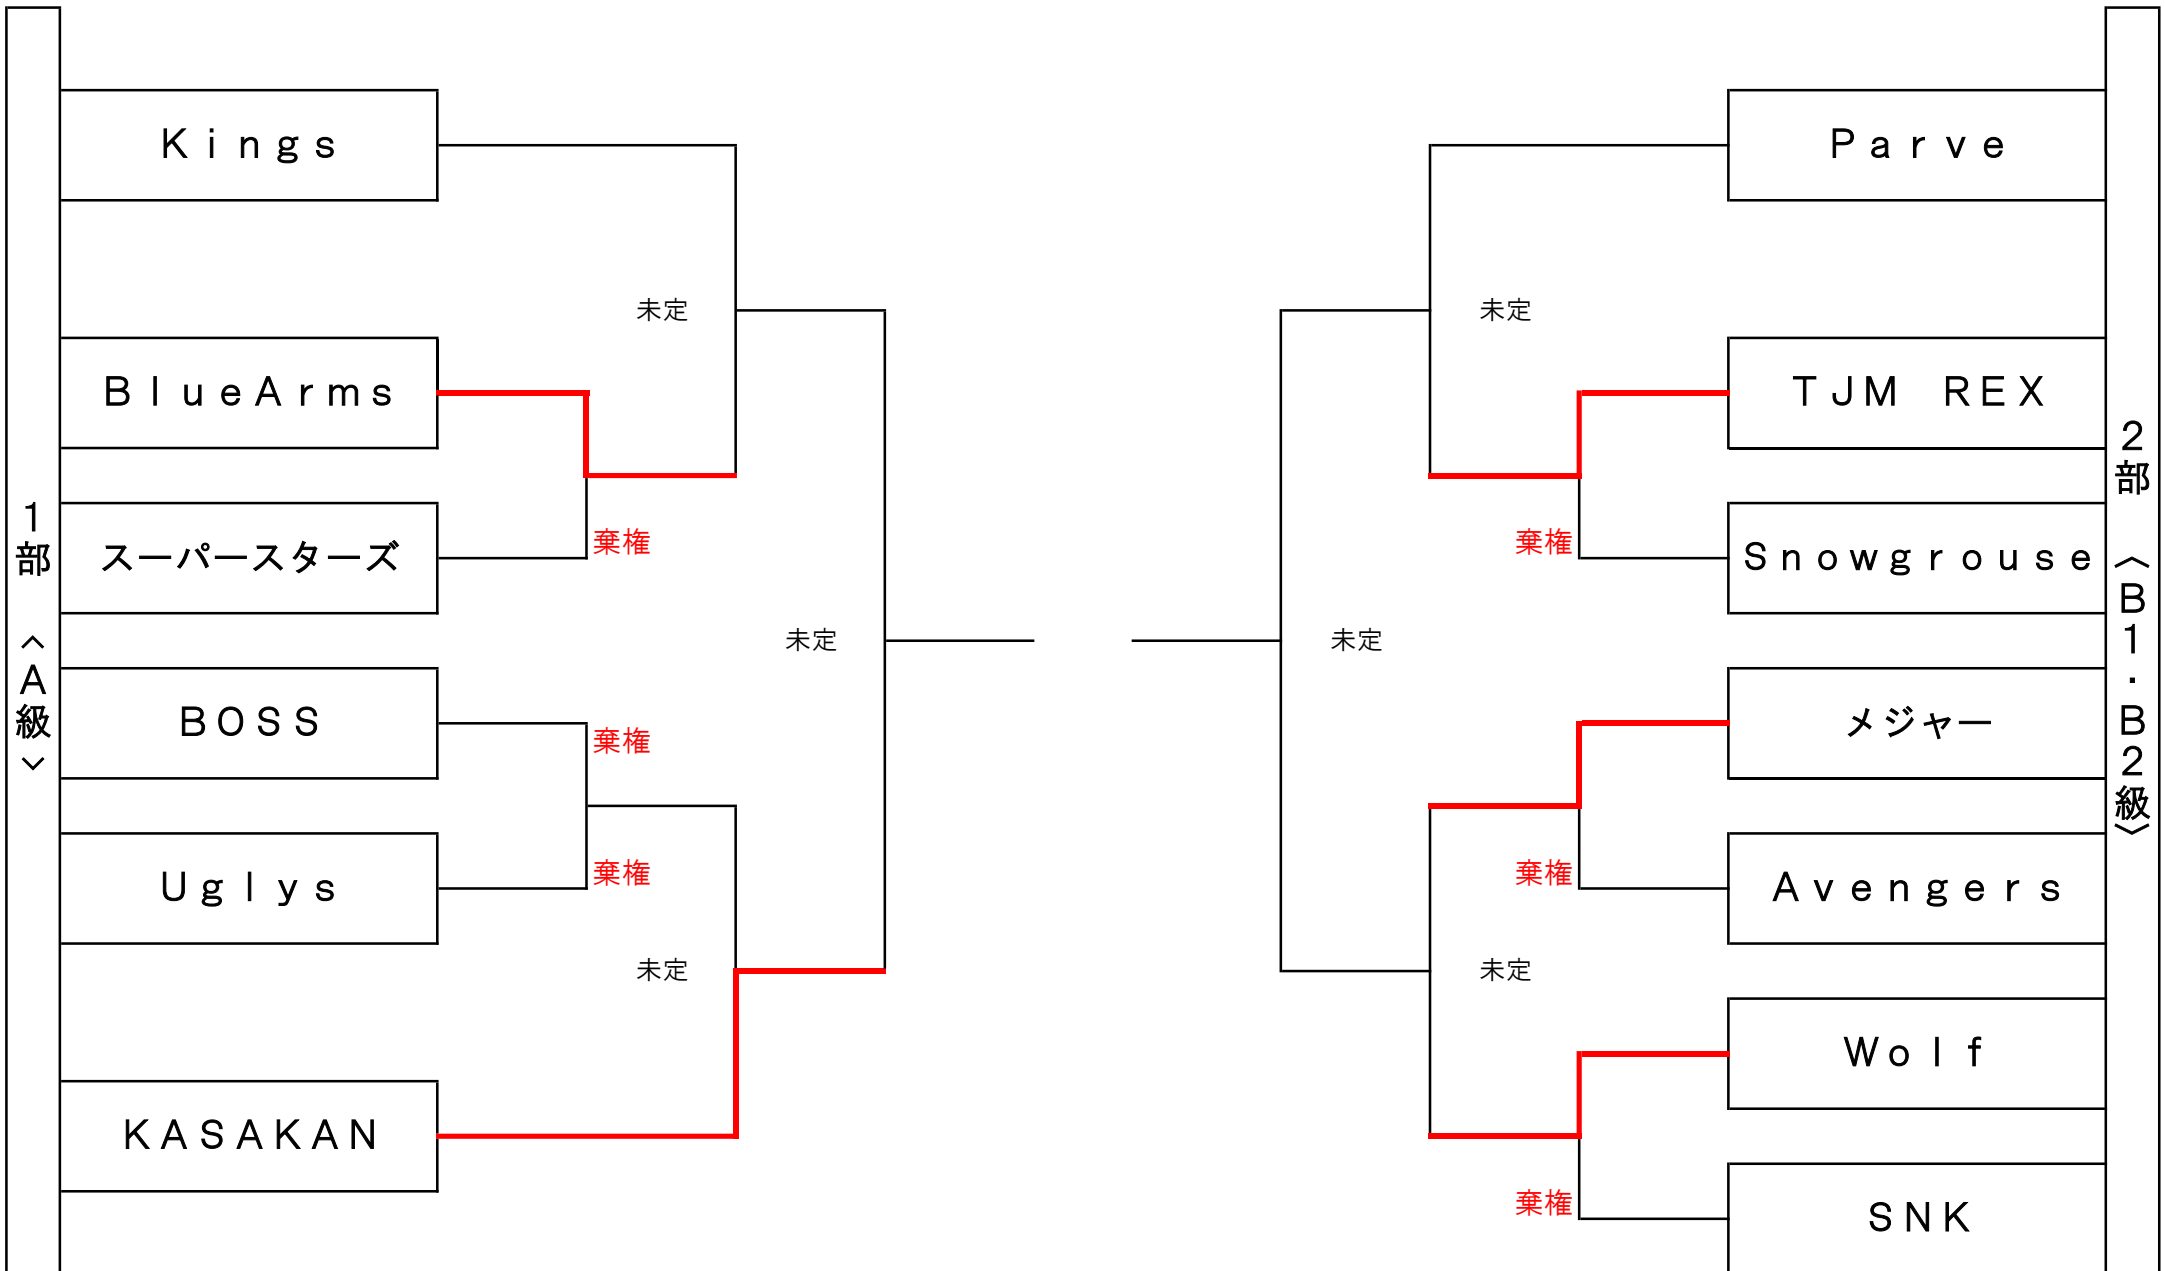 1部 〈A級〉
Kings
BlueArms
スーパースターズ
BOSS
Uglys
KASAKAN
未定
棄権
棄権
棄権
未定
未定
未定
未定
未定
棄権
棄権
棄権
Parve
TJM REX
Snowgrouse
メジャー
Avengers
Wolf
SNK
2部 〈B1・B2級〉